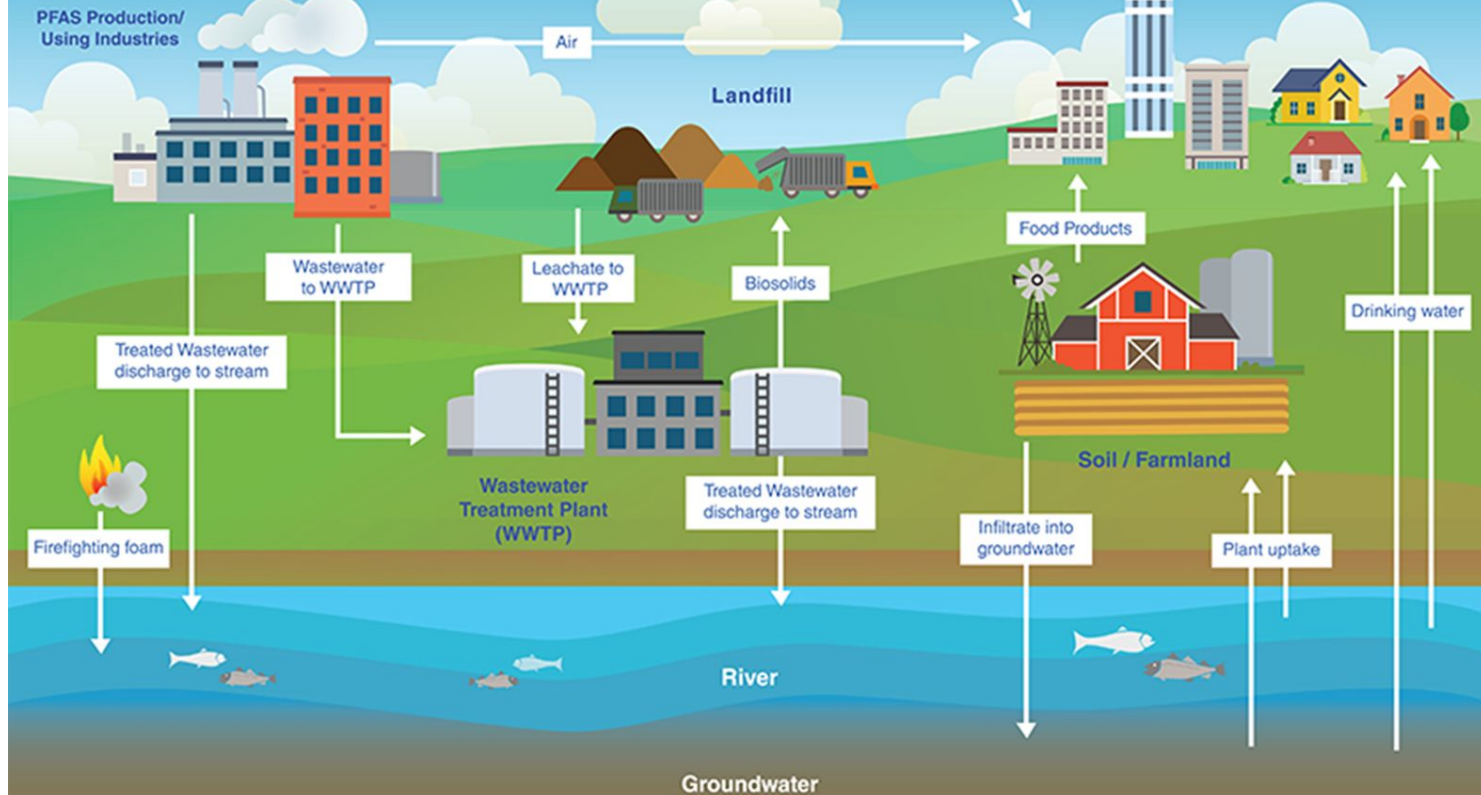 PFAS Production/
Using Industries
Air
Landfill
Food Products
Wastewater
to WWTP
Leachate to
WWTP
Biosolids
Drinking water
Treated Wastewater
discharge to stream
Soil / Farmland
Wastewater
Treatment Plant
(WWTP)
Treated Wastewater
discharge to stream
Firefighting foam
Infiltrate into
groundwater
Plant uptake
River
Groundwater